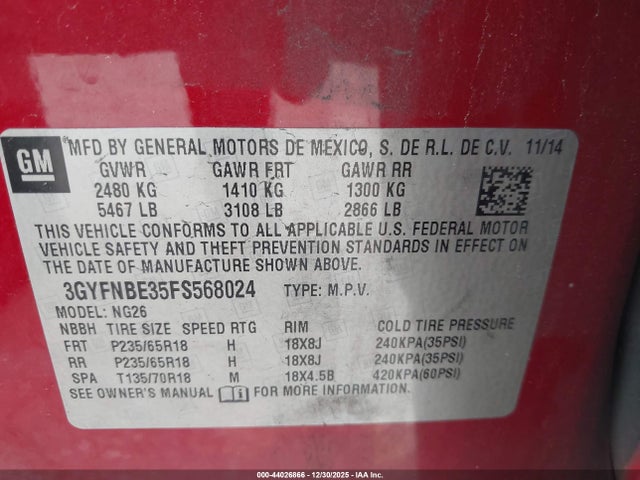 GM
MFD BY GENERAL MOTORS DE MEXICO, S. DE R.L. DE C.V. 11/14
GVWR GAWR FRT GAWR RR
2480 KG 1410 KG 1300 KG
5467 LB 3108 LB 2866 LB
THIS VEHICLE CONFORMS TO ALL APPLICABLE U.S. FEDERAL MOTOR
VEHICLE SAFETY AND THEFT PREVENTION STANDARDS IN EFFECT ON
THE DATE OF MANUFACTURE SHOWN ABOVE.
3GYFNBE35FS568024 TYPE: M.P.V.
MODEL: NG26
NBBH TIRE SIZE SPEED RTG RIM COLD TIRE PRESSURE
FRT P235/65R18 H 18X8J 240KPA(35PSI)
RR P235/65R18 H 18X8J 240KPA(35PSI)
SPA T135/70R18 M 18X4.5B 420KPA(60PSI)
SEE OWNER'S MANUAL FOR MORE INFORMATION.
000-44026866 - 12/30/2025 - IAA Inc.